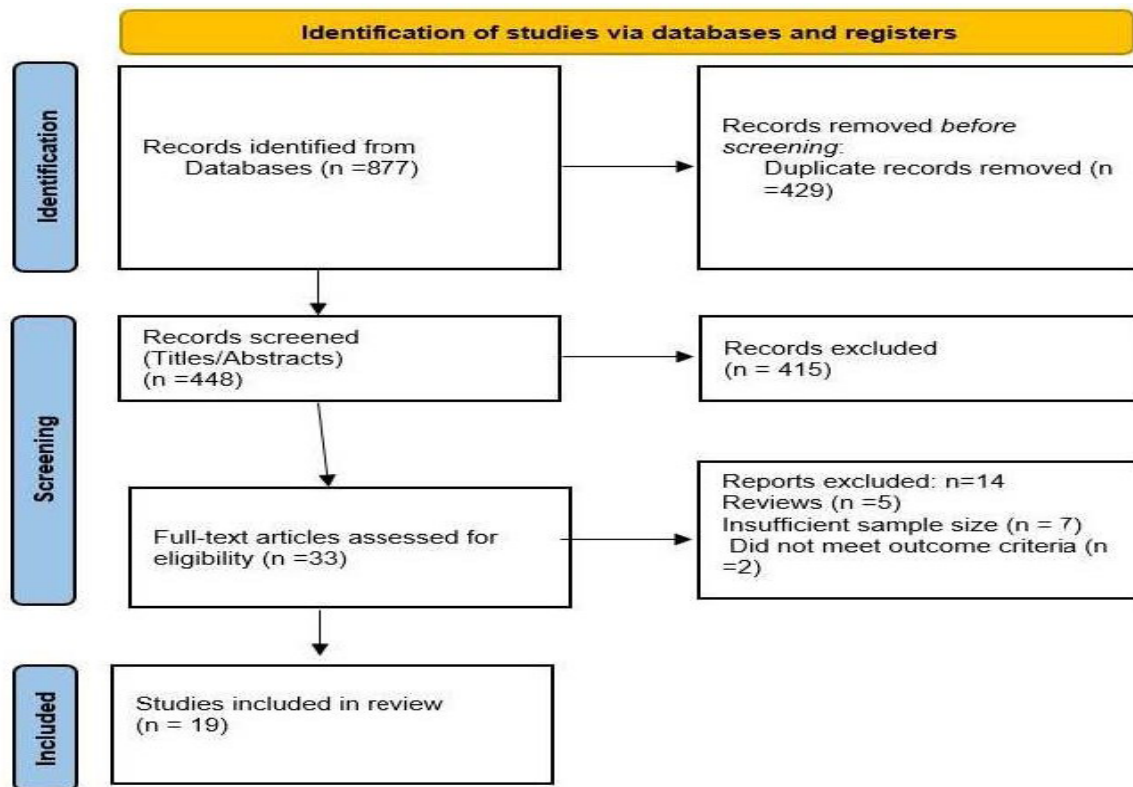 Identification of studies via databases and registers
Identification
Records identified from
Databases (n =877)
Records removed before
screening:
Duplicate records removed (n
=429)
Screening
Records screened
(Titles/Abstracts)
(n =448)
Records excluded
(n = 415)
Full-text articles assessed for
eligibility (n =33)
Reports excluded: n=14
Reviews (n =5)
Insufficient sample size (n = 7)
Did not meet outcome criteria (n
=2)
Included
Studies included in review
(n = 19)